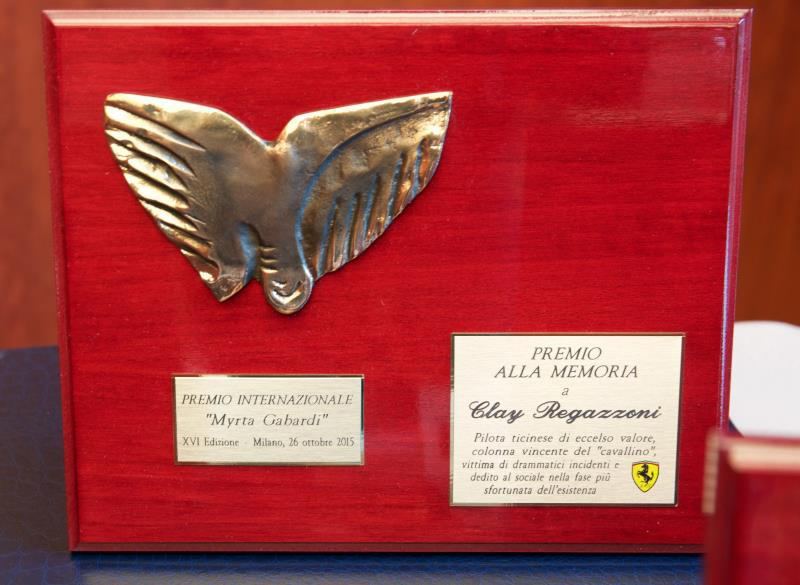 PREMIO INTERNAZIONALE
"Myrta Gabardi"
XVI Edizione - Milano, 26 ottobre 2015
PREMIO
ALLA MEMORIA
a
Clay Regazzoni
Pilota ticinese di eccelso valore,
colonna vincente del "cavallino",
vittima di drammatici incidenti e
dedito al sociale nella fase più
sfortunata dell'esistenza